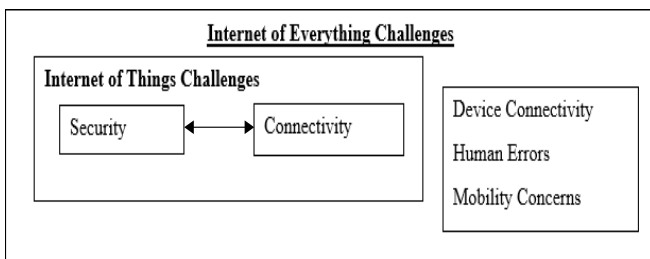 Internet of Everything Challenges
Internet of Things Challenges
Security
Connectivity
Device Connectivity
Human Errors
Mobility Concerns